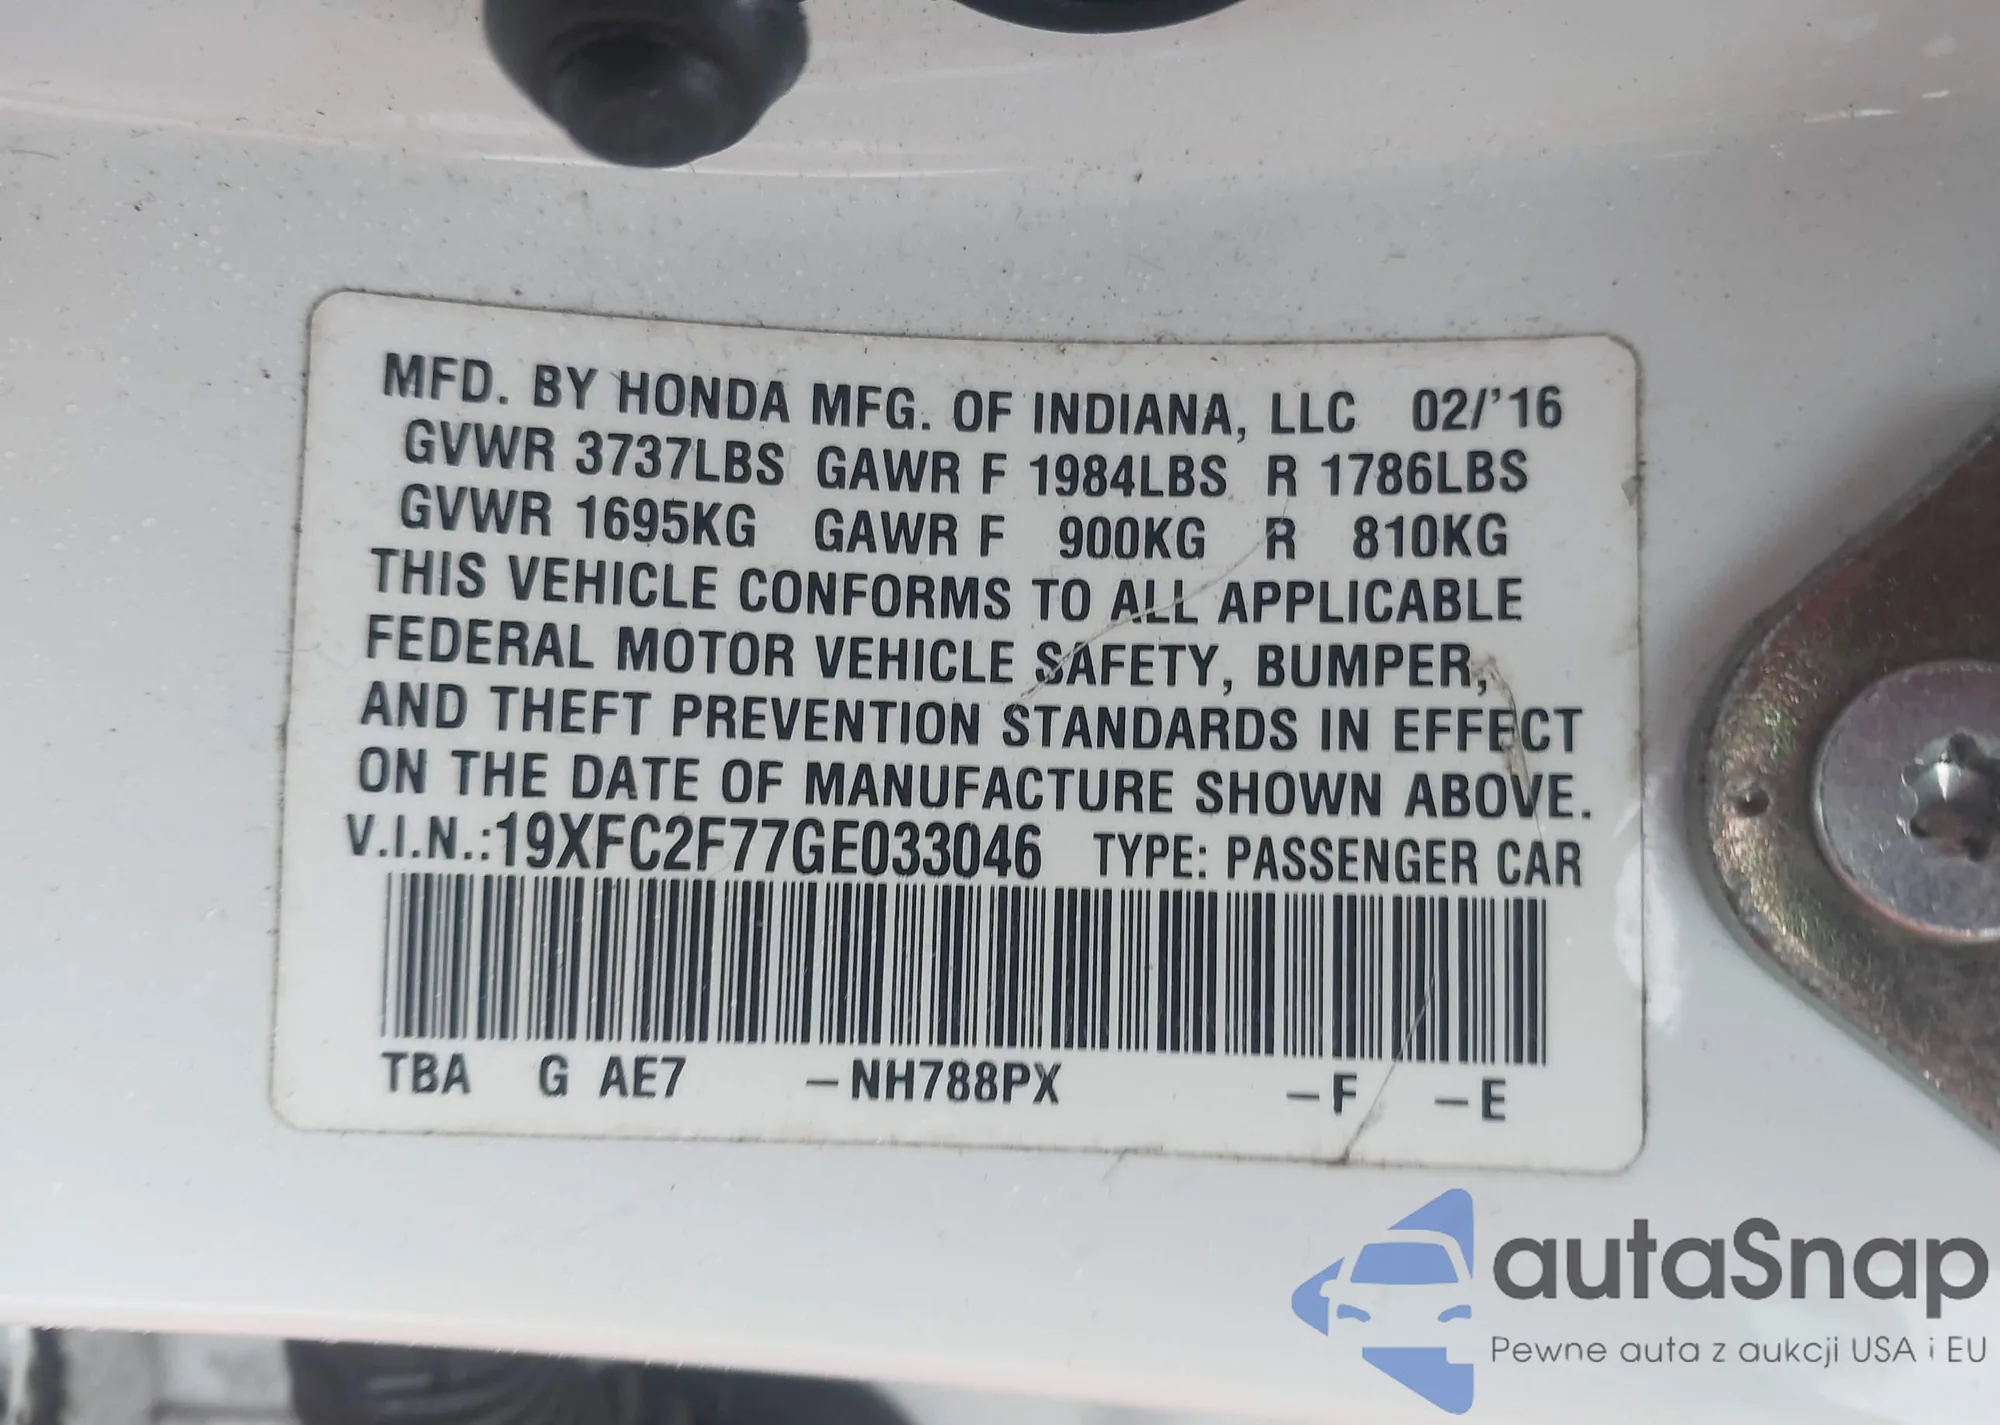 MFD. BY HONDA MFG. OF INDIANA, LLC 02/'16
GVWR 3737LBS GAWR F 1984LBS R 1786LBS
GVWR 1695KG GAWR F 900KG R 810KG
THIS VEHICLE CONFORMS TO ALL APPLICABLE
FEDERAL MOTOR VEHICLE SAFETY, BUMPER,
AND THEFT PREVENTION STANDARDS IN EFFECT
ON THE DATE OF MANUFACTURE SHOWN ABOVE.
V.I.N.:19XFC2F77GE033046 TYPE: PASSENGER CAR
TBA G AE7 –NH788PX –F –E
autaSnap
Pewne auta z aukcji USA i EU